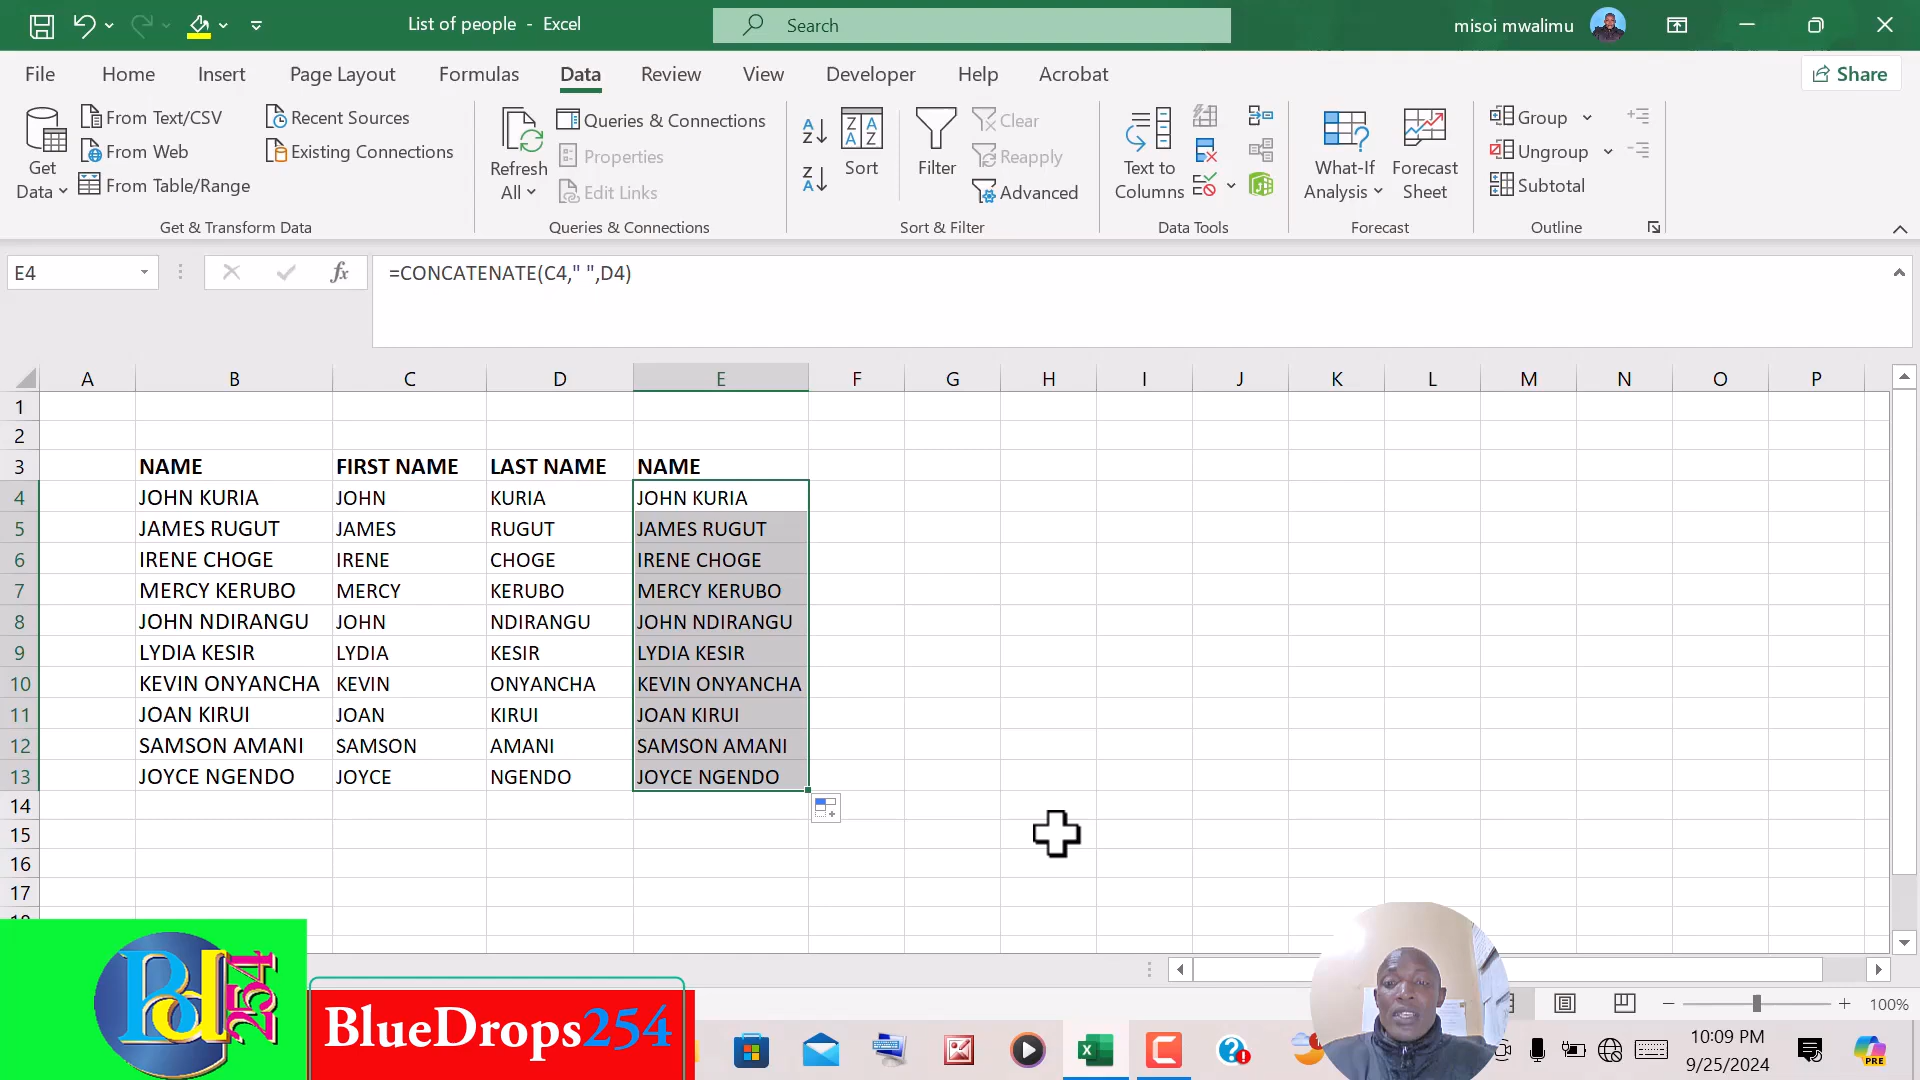 List of people - Excel
Search
misoi mwalimu
File Home Insert Page Layout Formulas Data Review View Developer Help Acrobat
Share
Get Data
From Text/CSV
From Web
From Table/Range
Recent Sources
Existing Connections
Get & Transform Data
Refresh All
Queries & Connections
Properties
Edit Links
Queries & Connections
Sort
Filter
Clear
Reapply
Advanced
Sort & Filter
Text to Columns
Data Tools
What-If Analysis
Forecast Sheet
Forecast
Group
Ungroup
Subtotal
Outline
E4
fx
=CONCATENATE(C4," ",D4)
A B C D E F G H I J K L M N O P
1
2
3 NAME FIRST NAME LAST NAME NAME
4 JOHN KURIA JOHN KURIA JOHN KURIA
5 JAMES RUGUT JAMES RUGUT JAMES RUGUT
6 IRENE CHOGE IRENE CHOGE IRENE CHOGE
7 MERCY KERUBO MERCY KERUBO MERCY KERUBO
8 JOHN NDIRANGU JOHN NDIRANGU JOHN NDIRANGU
9 LYDIA KESIR LYDIA KESIR LYDIA KESIR
10 KEVIN ONYANCHA KEVIN ONYANCHA KEVIN ONYANCHA
11 JOAN KIRUI JOAN KIRUI JOAN KIRUI
12 SAMSON AMANI SAMSON AMANI SAMSON AMANI
13 JOYCE NGENDO JOYCE NGENDO JOYCE NGENDO
14
15
16
17
Bd 254
BlueDrops254
100%
10:09 PM
9/25/2024
PRE